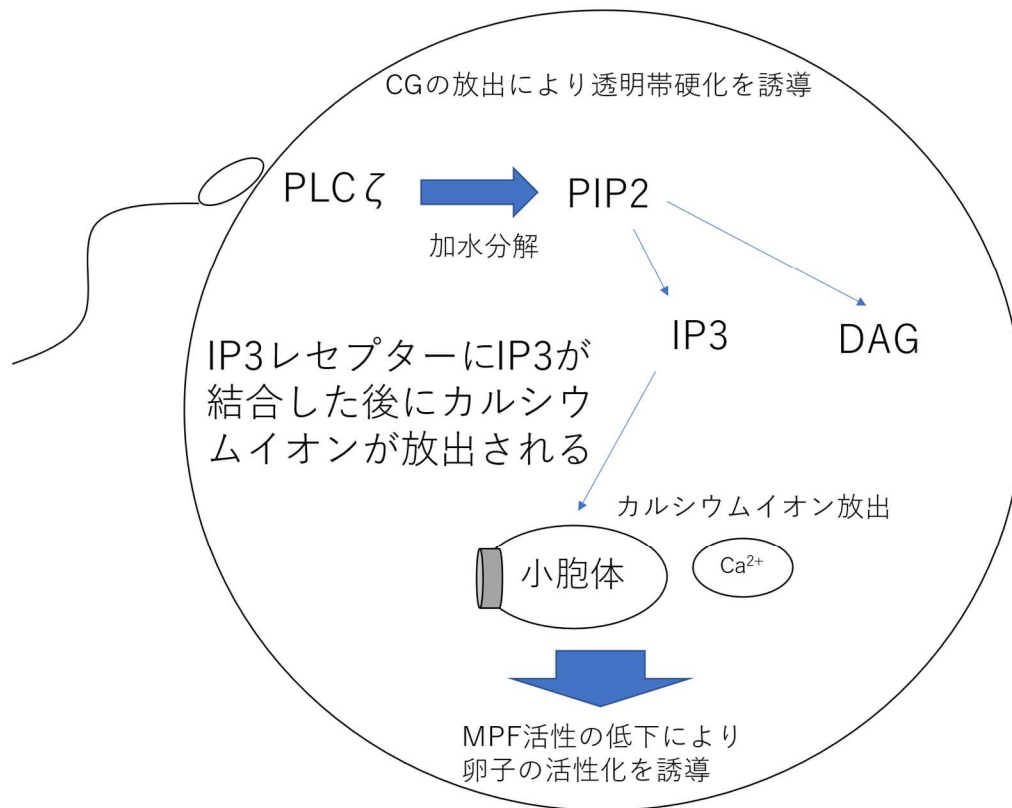 CGの放出により透明帯硬化を誘導
PLCζ
PIP2
加水分解
IP3
DAG
IP3レセプターにIP3が
結合した後にカルシウ
ムイオンが放出される
カルシウムイオン放出
小胞体
Ca²⁺
MPF活性の低下により
卵子の活性化を誘導